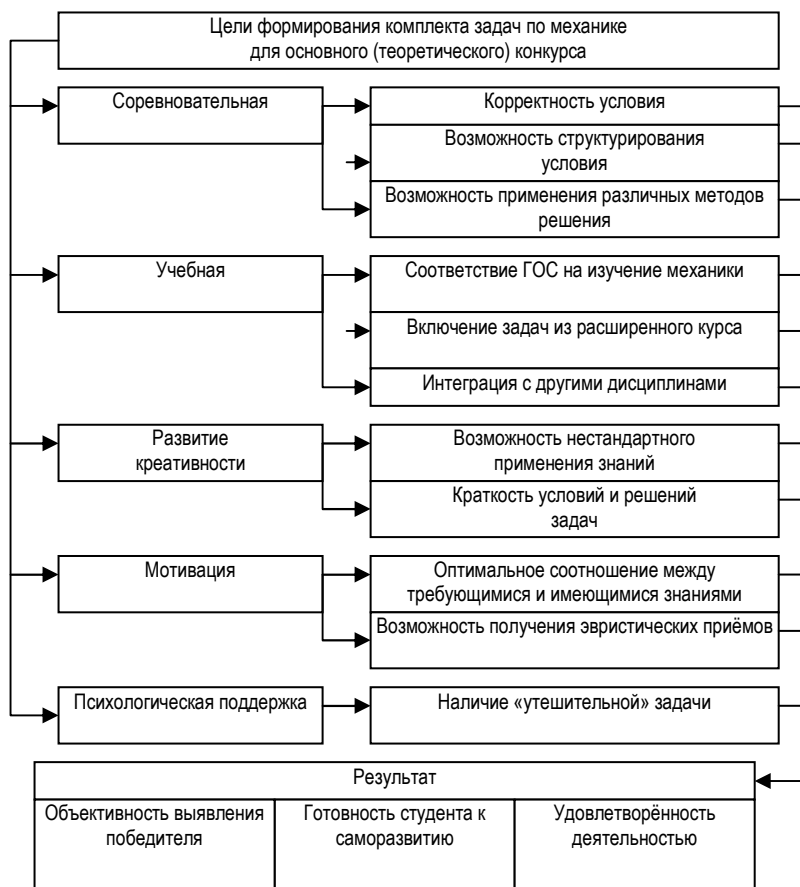 Цели формирования комплекта задач по механике
для основного (теоретического) конкурса
Соревновательная
Корректность условия
Возможность структурирования
условия
Возможность применения различных методов
решения
Учебная
Соответствие ГОС на изучение механики
Включение задач из расширенного курса
Интеграция с другими дисциплинами
Развитие
креативности
Возможность нестандартного
применения знаний
Краткость условий и решений
задач
Мотивация
Оптимальное соотношение между
требующимися и имеющимися знаниями
Возможность получения эвристических приёмов
Психологическая поддержка
Наличие «утешительной» задачи
Результат
Объективность выявления
победителя
Готовность студента к
саморазвитию
Удовлетворённость
деятельностью